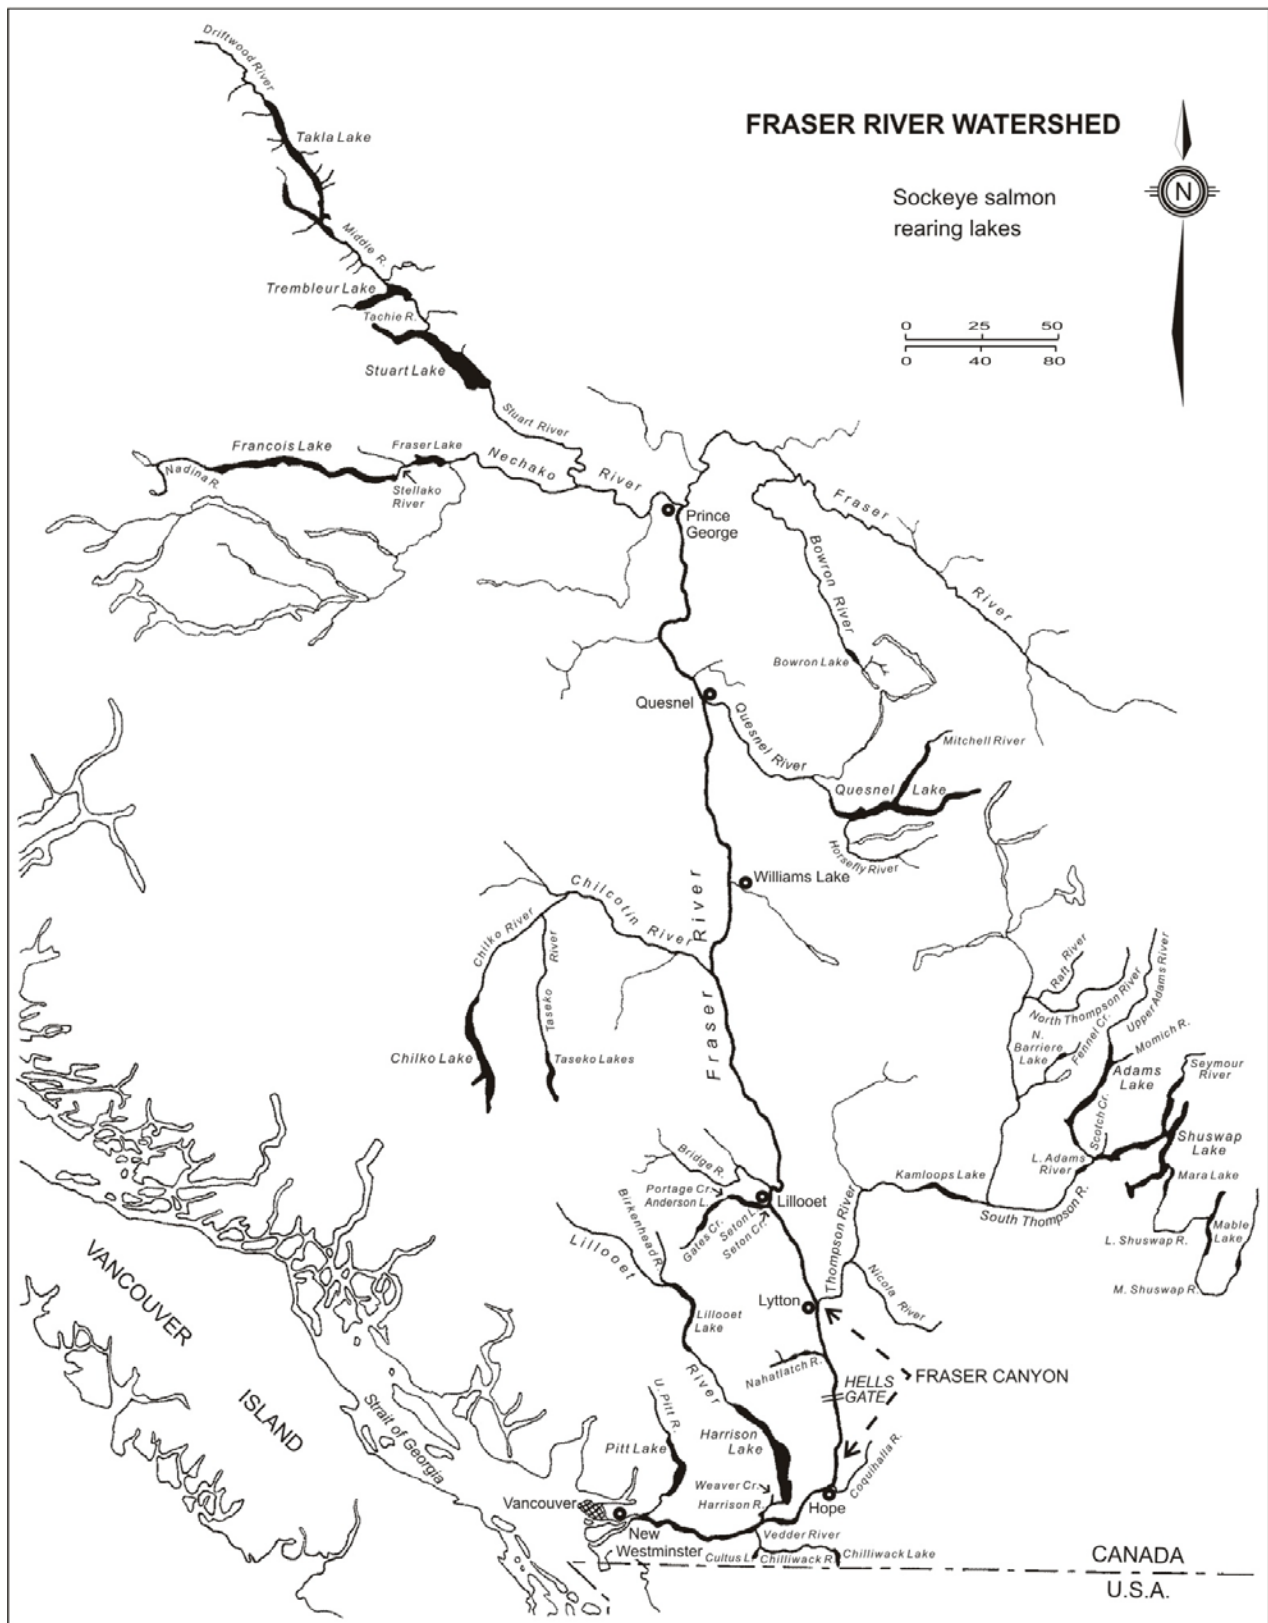 Driftwood River
FRASER RIVER WATERSHED
Takla Lake
N
Sockeye salmon
rearing lakes
Middle R.
Trembleur Lake
Tachie R.
0 25 50
0 40 80
Stuart Lake
Stuart River
Francois Lake
Fraser Lake
Nechako River
Nadina R.
Stellako
River
Fraser River
Prince
George
Bowron River
Bowron Lake
Quesnel
Quesnel River
Mitchell River
Quesnel Lake
Horsefly River
Williams Lake
Chilcotin River
Fraser River
Chilko River
Taseko River
Raft River
North Thompson River
Upper Adams River
N.
Barriere
Lake
Fennel Cr.
Momich R.
Chilko Lake
Taseko Lakes
Adams
Lake
Seymour
River
Scotch Cr.
Shuswap
Lake
L. Adams
River
Mara Lake
Bridge R.
Kamloops Lake
Portage Cr.
Anderson L.
Lillooet
Birkenhead R.
Gates Cr.
Seton L.
Seton Cr.
Thompson River
South Thompson R.
Mable
Lake
L. Shuswap R.
VANCOUVER
ISLAND
Lillooet River
M. Shuswap R.
Nicola River
Lytton
Lillooet
Lake
Nahatlatch R.
HELLS
GATE
FRASER CANYON
U. Pitt R.
Strait of Georgia
Pitt Lake
Harrison
Lake
Coquihalla R.
Weaver Cr.
Harrison R.
Hope
Vancouver
New
Westminster
Vedder River
Cultus L.
Chilliwack R.
Chilliwack Lake
CANADA
U.S.A.